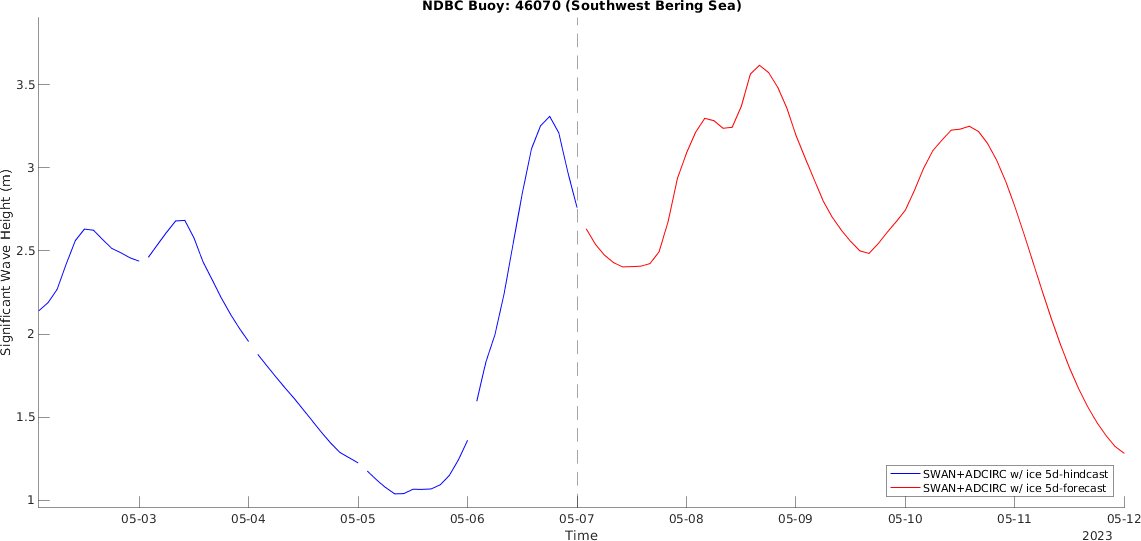 NDBC Buoy: 46070 (Southwest Bering Sea)
Significant Wave Height (m)
3.5
3
2.5
2
1.5
1
SWAN+ADCIRC w/ ice 5d-hindcast
SWAN+ADCIRC w/ ice 5d-forecast
05-03 05-04 05-05 05-06 05-07 05-08 05-09 05-10 05-11 05-12
Time
2023